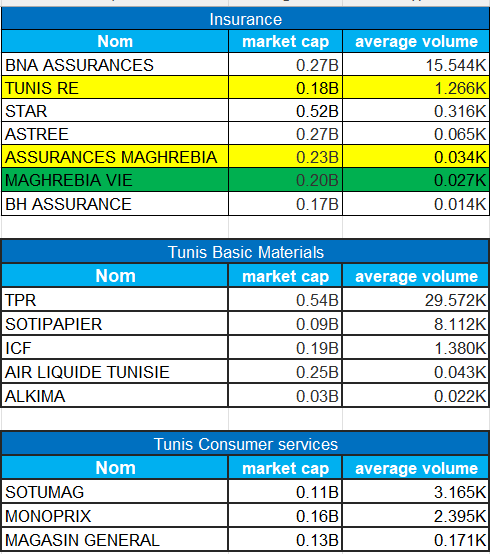 Insurance
Nom market cap average volume
BNA ASSURANCES 0.27B 15.544K
TUNIS RE 0.18B 1.266K
STAR 0.52B 0.316K
ASTREE 0.27B 0.065K
ASSURANCES MAGHREBIA 0.23B 0.034K
MAGHREBIA VIE 0.20B 0.027K
BH ASSURANCE 0.17B 0.014K
Tunis Basic Materials
Nom market cap average volume
TPR 0.54B 29.572K
SOTIPAPIER 0.09B 8.112K
ICF 0.19B 1.380K
AIR LIQUIDE TUNISIE 0.25B 0.043K
ALKIMA 0.03B 0.022K
Tunis Consumer services
Nom market cap average volume
SOTUMAG 0.11B 3.165K
MONOPRIX 0.16B 2.395K
MAGASIN GENERAL 0.13B 0.171K